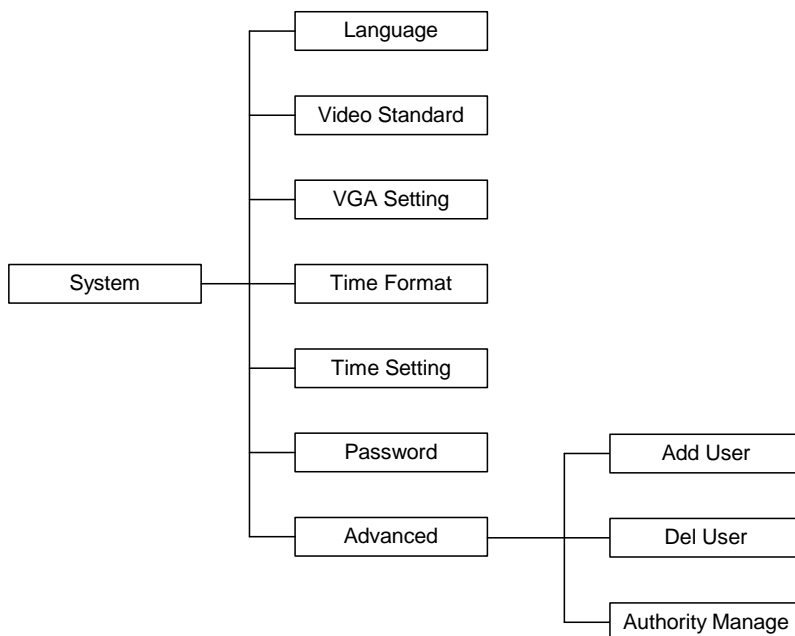 Language
Video Standard
VGA Setting
System
Time Format
Time Setting
Password
Advanced
Add User
Del User
Authority Manage